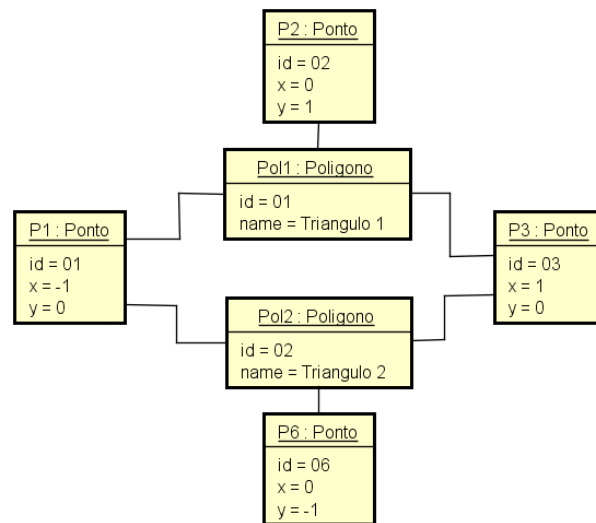 P2 : Ponto
id = 02
x = 0
y = 1
Pol1 : Poligono
id = 01
name = Triangulo 1
P1 : Ponto
id = 01
x = -1
y = 0
P3 : Ponto
id = 03
x = 1
y = 0
Pol2 : Poligono
id = 02
name = Triangulo 2
P6 : Ponto
id = 06
x = 0
y = -1